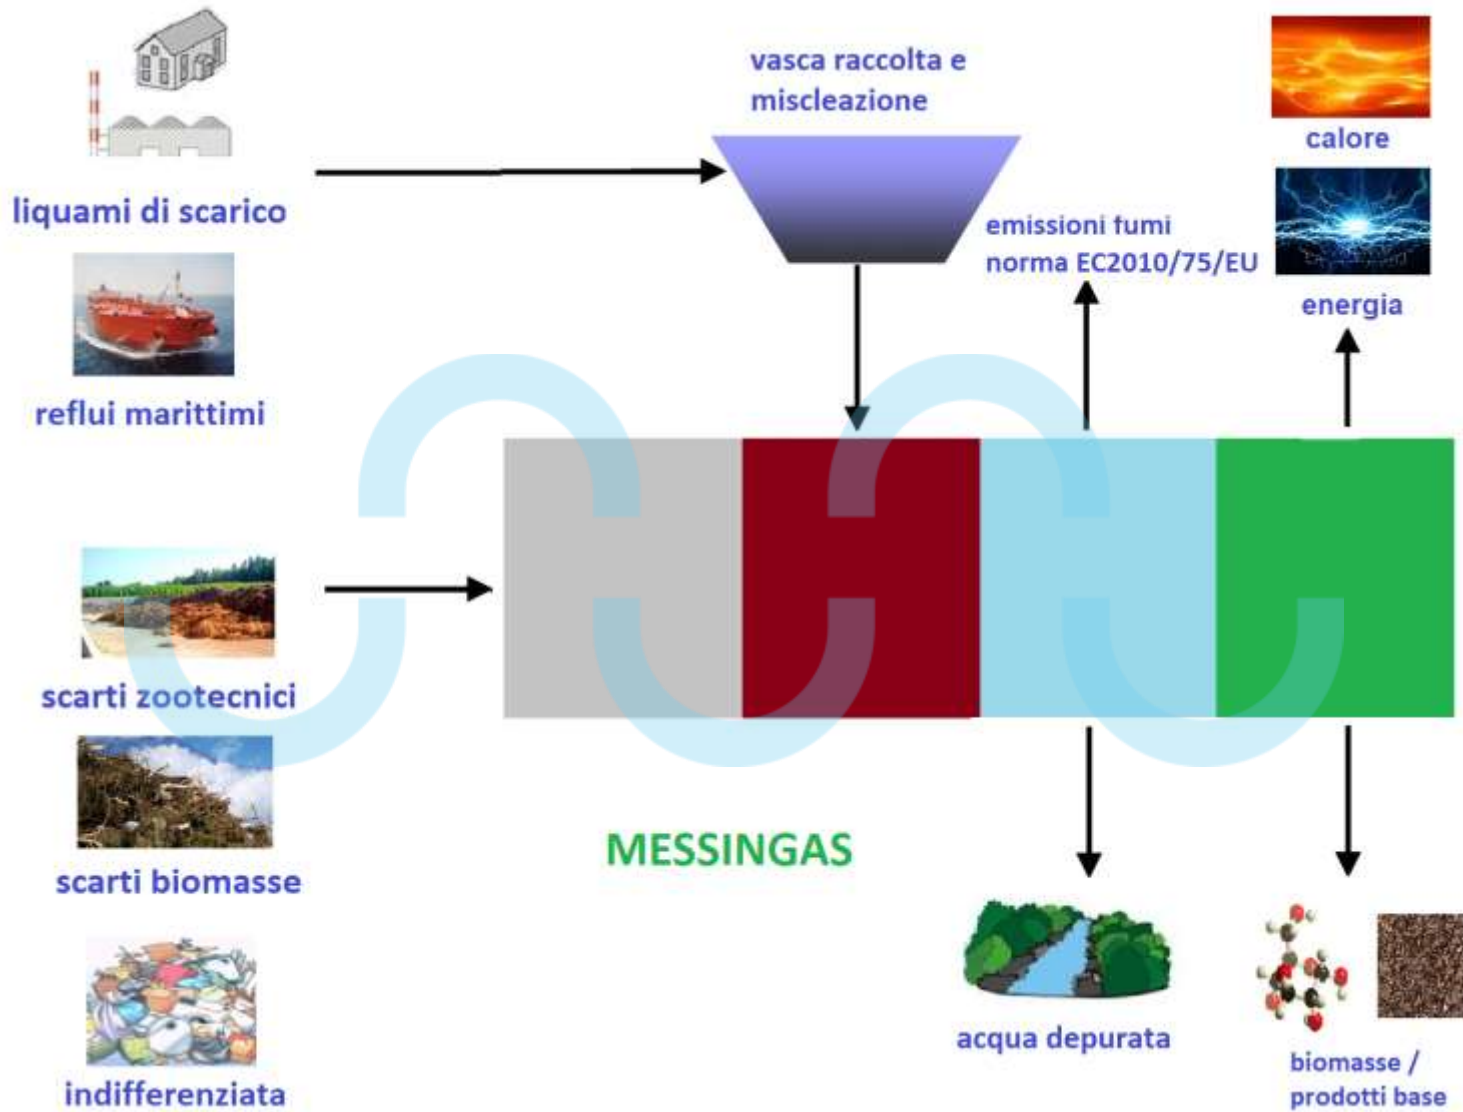 liquami di scarico
reflui marittimi
scarti zootecnici
scarti biomasse
indifferenziata
vasca raccolta e
miscleazione
emissioni fumi
norma EC2010/75/EU
calore
energia
MESSINGAS
acqua depurata
biomasse /
prodotti base